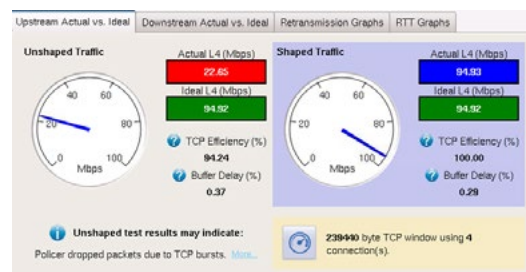 Upstream Actual vs. Ideal Downstream Actual vs. Ideal Retransmission Graphs RTT Graphs
Unshaped Traffic
Actual L4 (Mbps)
22.65
Ideal L4 (Mbps)
94.92
TCP Efficiency (%)
94.24
Buffer Delay (%)
0.37
0
20
40
60
80
100
Mbps
Shaped Traffic
Actual L4 (Mbps)
94.93
Ideal L4 (Mbps)
94.92
TCP Efficiency (%)
100.00
Buffer Delay (%)
0.29
0
20
40
60
80
100
Mbps
Unshaped test results may indicate:
Policer dropped packets due to TCP bursts. More...
239440 byte TCP window using 4
connection(s).